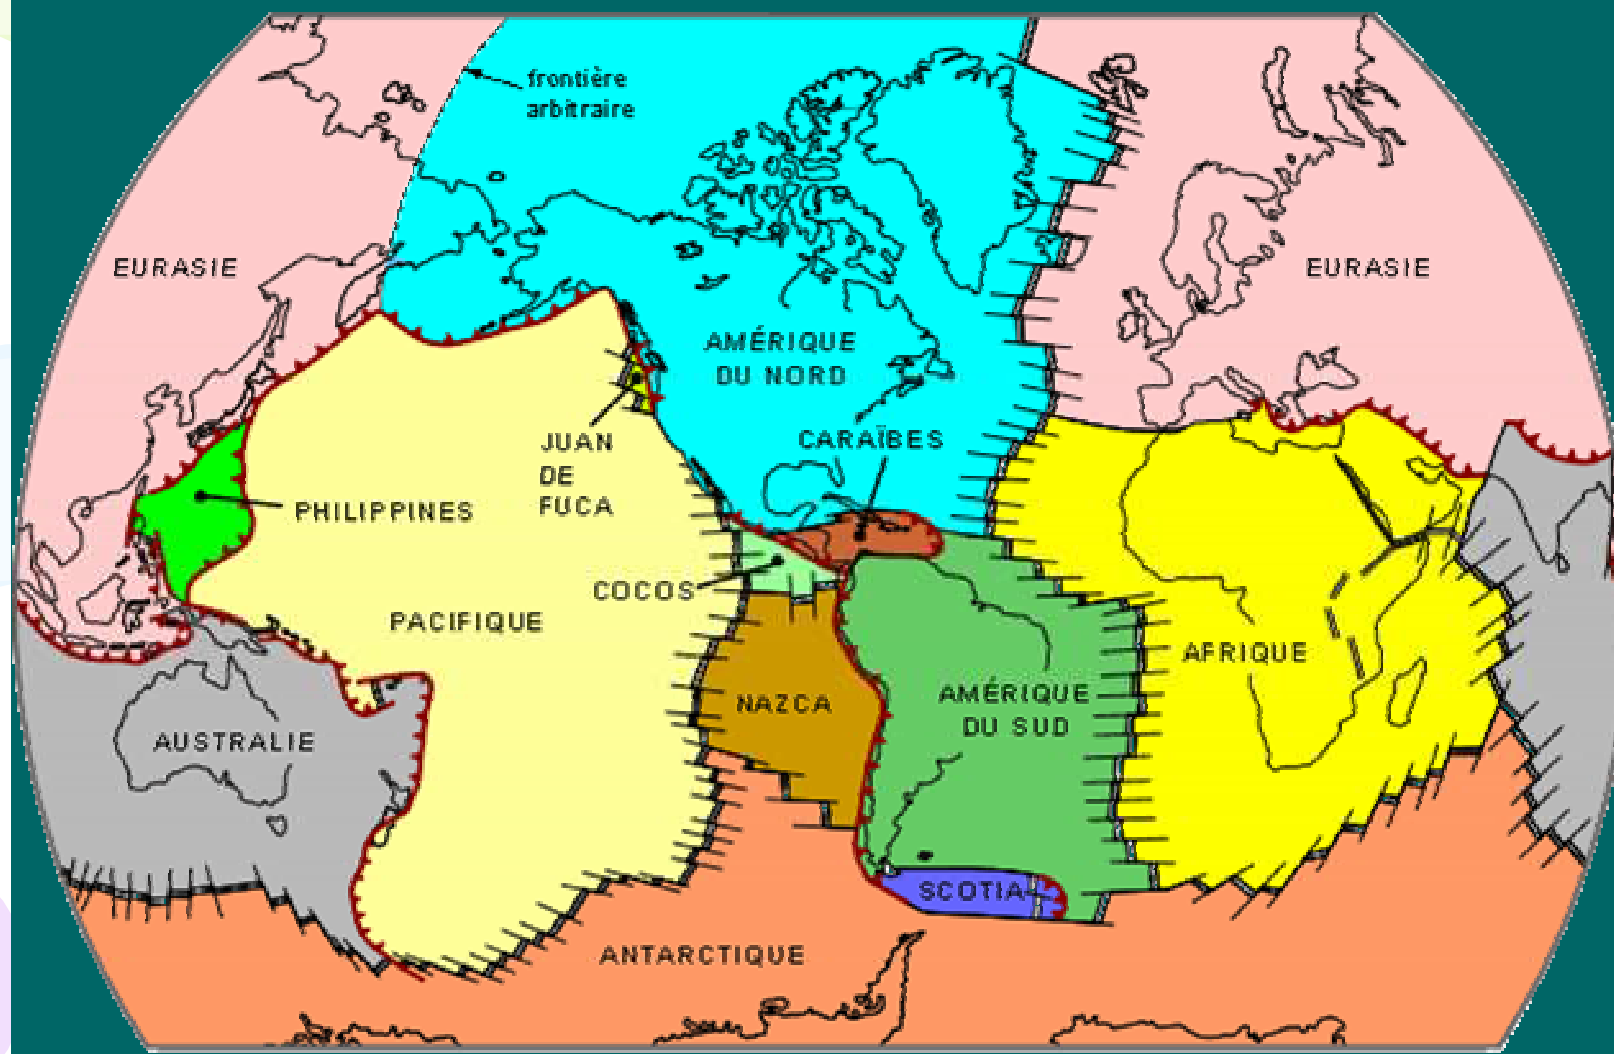 frontière
arbitraire
EURASIE
EURASIE
AMÉRIQUE
DU NORD
JUAN
DE
FUCA
CARAÏBES
PHILIPPINES
COCOS
PACIFIQUE
AFRIQUE
NAZCA
AMÉRIQUE
DU SUD
AUSTRALIE
SCOTIA
ANTARCTIQUE